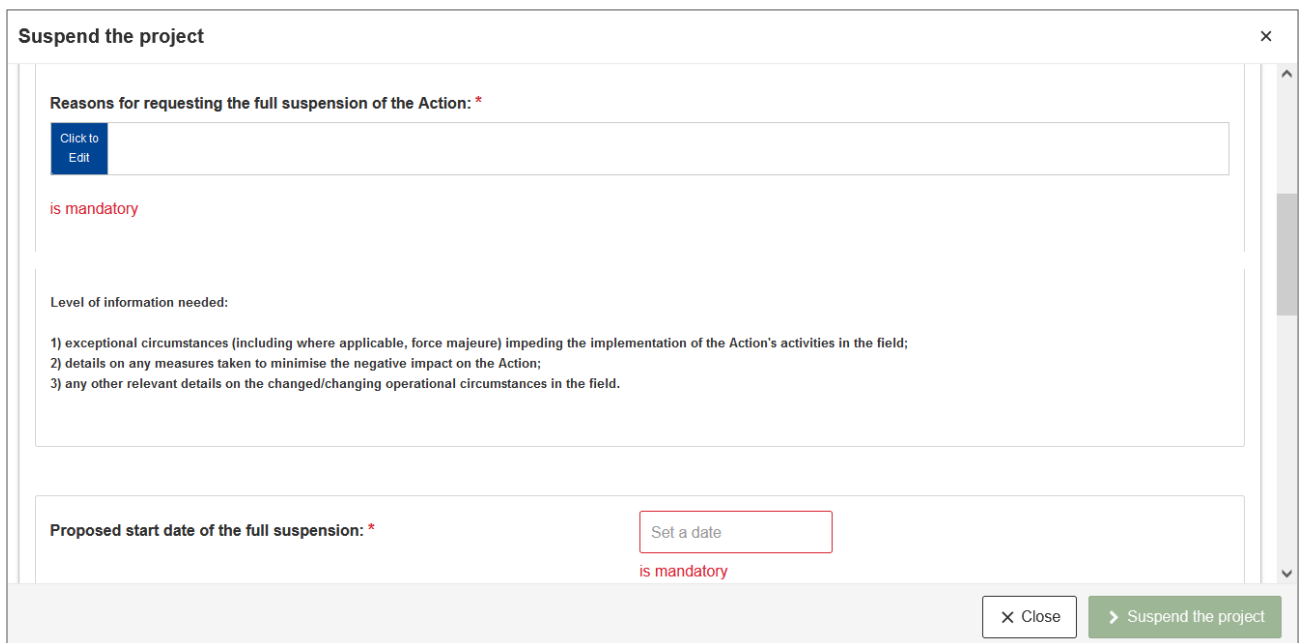 Suspend the project
Reasons for requesting the full suspension of the Action: *
Click to
Edit
is mandatory
Level of information needed:
1) exceptional circumstances (including where applicable, force majeure) impeding the implementation of the Action's activities in the field;
2) details on any measures taken to minimise the negative impact on the Action;
3) any other relevant details on the changed/changing operational circumstances in the field.
Proposed start date of the full suspension: *
Set a date
is mandatory
Close
Suspend the project